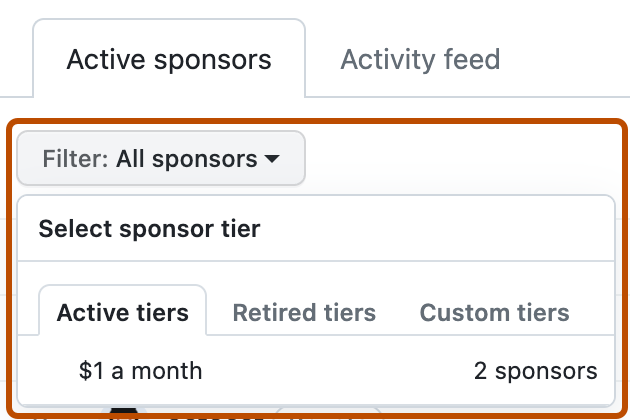 Active sponsors Activity feed
Filter: All sponsors
Select sponsor tier
Active tiers Retired tiers Custom tiers
$1 a month 2 sponsors